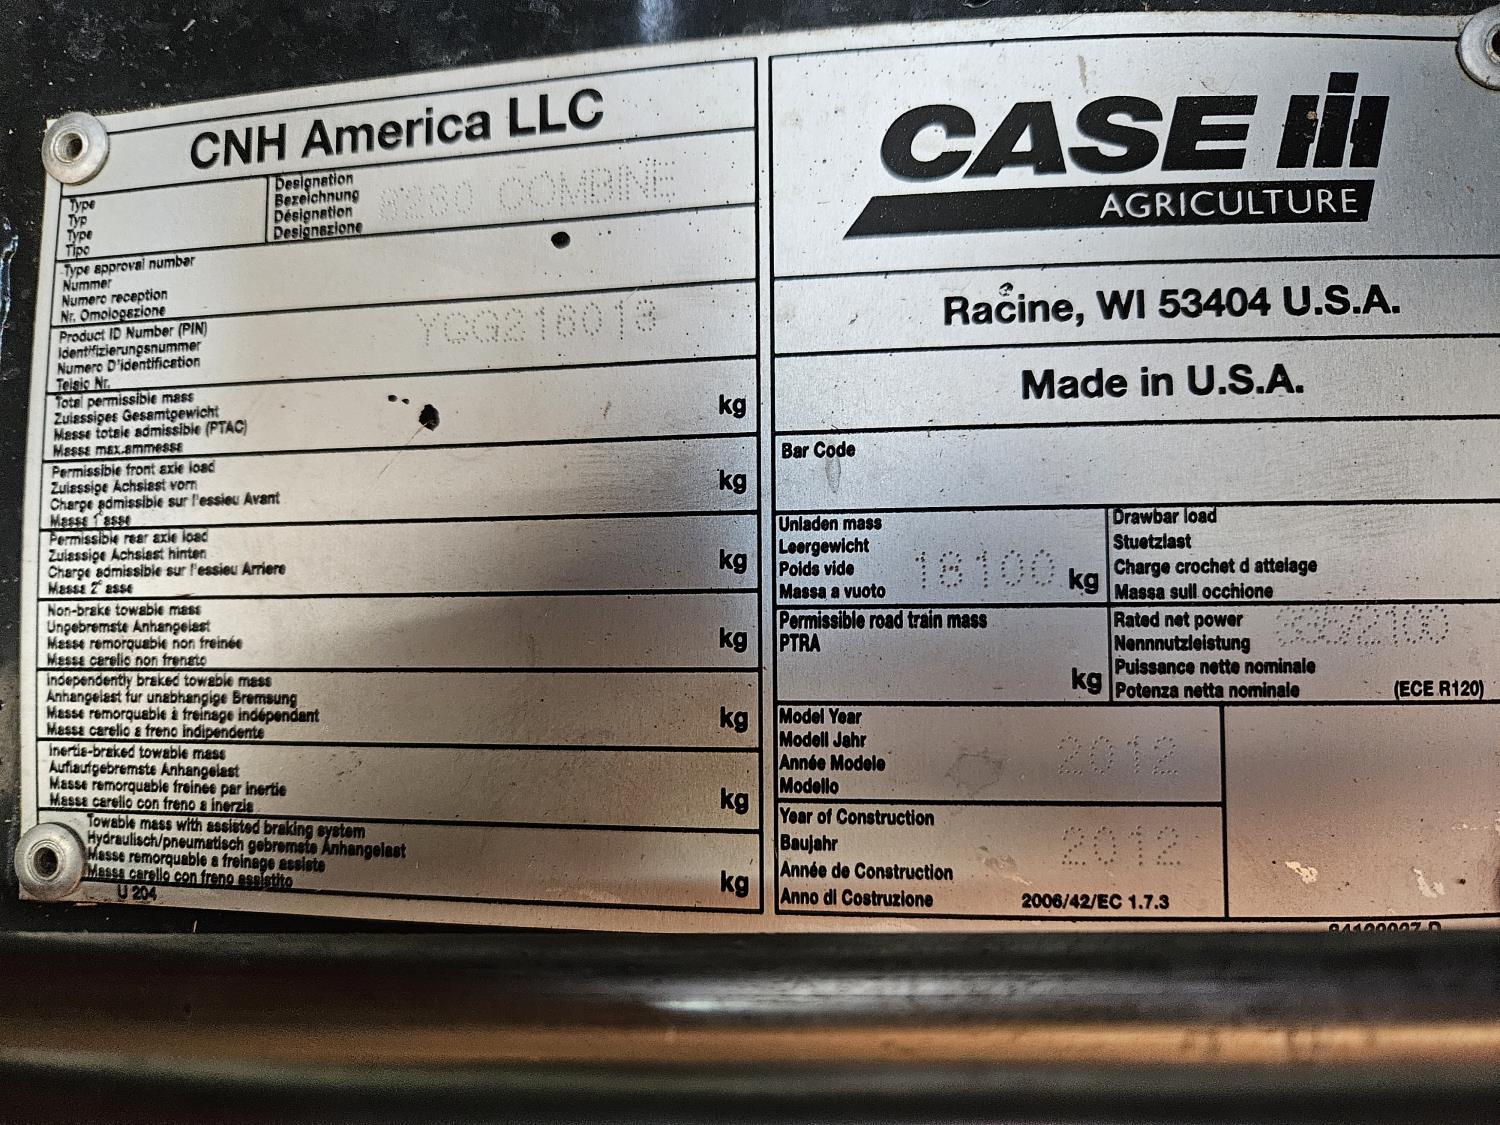 CNH America LLC
Type
Typ
Type
Tipo
Designation
Bezeichnung
Désignation
Designazione
8230 COMBINE
Type approval number
Nummer
Numero reception
Nr. Omologazione
Product ID Number (PIN)
Identifizierungsnummer
Numero D'identification
Telaio Nr.
YCG216018
Total permissible mass
Zulassiges Gesamtgewicht
Masse totale admissible (PTAC)
Massa max.ammessa
kg
Permissible front axle load
Zulassige Achslast vorn
Charge admissible sur l'essieu Avant
Massa 1° asse
kg
Permissible rear axle load
Zulassige Achslast hinten
Charge admissible sur l'essieu Arriere
Massa 2° asse
kg
Non-brake towable mass
Ungebremste Anhangelast
Masse remorquable non freinée
Massa carello non frenato
kg
Independently braked towable mass
Anhangelast fur unabhangige Bremsung
Masse remorquable à freinage indépendant
Massa carello a freno indipendente
kg
Inertia-braked towable mass
Auflaufgebremste Anhangelast
Masse remorquable freinee par inertie
Massa carello con freno a inerzia
kg
Towable mass with assisted braking system
Hydraulisch/pneumatisch gebremste Anhangelast
Masse remorquable a freinage assiste
Massa carello con freno assistito
kg
U 204
CASE IH
AGRICULTURE
Racine, WI 53404 U.S.A.
Made in U.S.A.
Bar Code
Unladen mass
Leergewicht
Poids vide
Massa a vuoto
18100 kg
Drawbar load
Stuetzlast
Charge crochet d attelage
Massa sull occhione
Permissible road train mass
PTRA
kg
Rated net power
Nennnutzleistung
Puissance nette nominale
Potenza netta nominale
(ECE R120)
Model Year
Modell Jahr
Année Modele
Modello
2012
Year of Construction
Baujahr
Année de Construction
Anno di Costruzione
2012
2006/42/EC 1.7.3